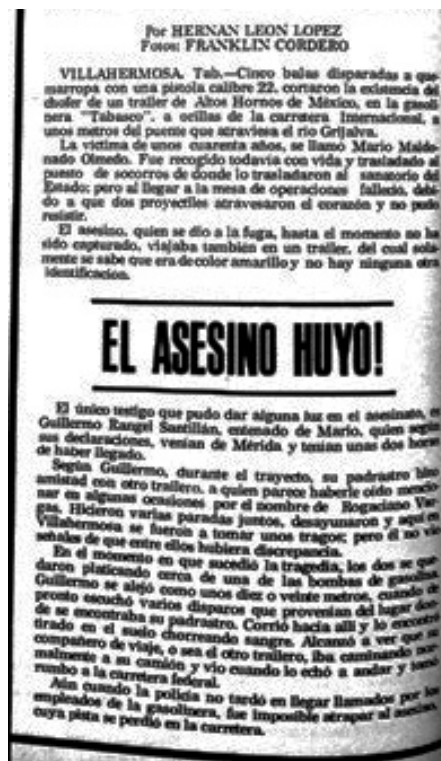 Por HERNAN LEON LOPEZ
Fotos: FRANKLIN CORDERO
VILLAHERMOSA, Tab.—Cinco balas disparadas a que
marropa con una pistola calibre 22, cortaron la existencia del
chofer de un trailer de Altos Hornos de México, en la gasoli
nera "Tabasco", a orillas de la carretera Internacional, a
unos metros del puente que atraviesa el río Grijalva.
La víctima de unos cuarenta años, se llamó Mario Maldo-
nado Olmedo. Fue recogido todavía con vida y trasladado al
puesto de socorros de donde lo trasladaron al sanatorio del
Estado; pero al llegar a la mesa de operaciones falleció, debi-
do a que dos proyectiles atravesaron el corazón y no pudo
resistir.
El asesino, quien se dio a la fuga, hasta el momento no ha
sido capturado, viajaba también en un trailer, del cual sola-
mente se sabe que era de color amarillo y no hay ninguna otra
identificación.
EL ASESINO HUYO!
El único testigo que pudo dar alguna luz en el asesinato, es
Guillermo Rangel Santillán, entenado de Mario, quien según
sus declaraciones, venían de Mérida y tenían unas dos horas
de haber llegado.
Según Guillermo, durante el trayecto, su padrastro hizo
amistad con otro trailero, a quien parece haberle oído mencio-
nar en algunas ocasiones por el nombre de Rogaciano Var-
gas. Hicieron varias paradas juntos, desayunaron y aquí en
Villahermosa se fueron a tomar unos tragos; pero él no vio
señales de que entre ellos hubiera discrepancia.
En el momento en que sucedió la tragedia, los dos se que-
daron platicando cerca de una de las bombas de gasolina.
Guillermo se alejó como unos diez o veinte metros, cuando de
pronto escuchó varios disparos que provenían del lugar don-
de se encontraba su padrastro. Corrió hacia allí y lo encontró
tirado en el suelo chorreando sangre. Alcanzó a ver que su
compañero de viaje, o sea el otro trailero, iba caminando nor-
malmente a su camión y vio cuando lo echó a andar y tomó
rumbo a la carretera federal.
Aún cuando la policía no tardó en llegar llamados por los
empleados de la gasolinera, fue imposible atrapar al asesino,
cuya pista se perdió en la carretera.